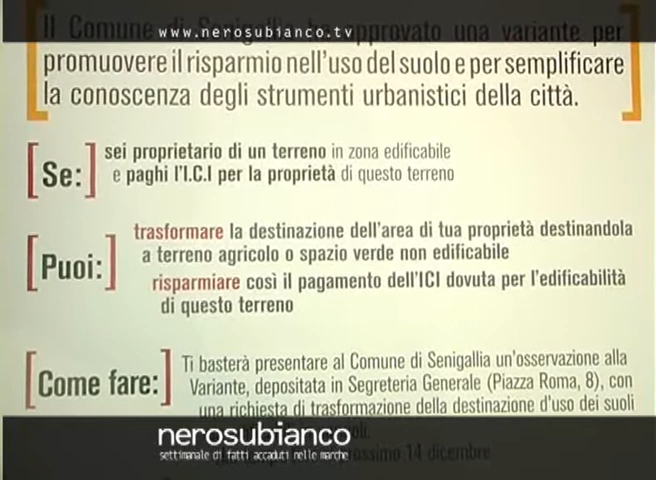 Il Comune di Senigallia ha approvato una variante per
www.nerosubianco.tv
promuovere il risparmio nell'uso del suolo e per semplificare
la conoscenza degli strumenti urbanistici della città.
[Se:]
sei proprietario di un terreno in zona edificabile
e paghi l'I.C.I per la proprietà di questo terreno
[Puoi:]
trasformare la destinazione dell'area di tua proprietà destinandola
a terreno agricolo o spazio verde non edificabile
risparmiare così il pagamento dell'ICI dovuta per l'edificabilità
di questo terreno
[Come fare:]
Ti basterà presentare al Comune di Senigallia un'osservazione alla
Variante, depositata in Segreteria Generale (Piazza Roma, 8), con
una richiesta di trasformazione della destinazione d'uso dei suoli
nerosubianco
settimanale di fatti accaduti nelle marche
prossimo 14 dicembre